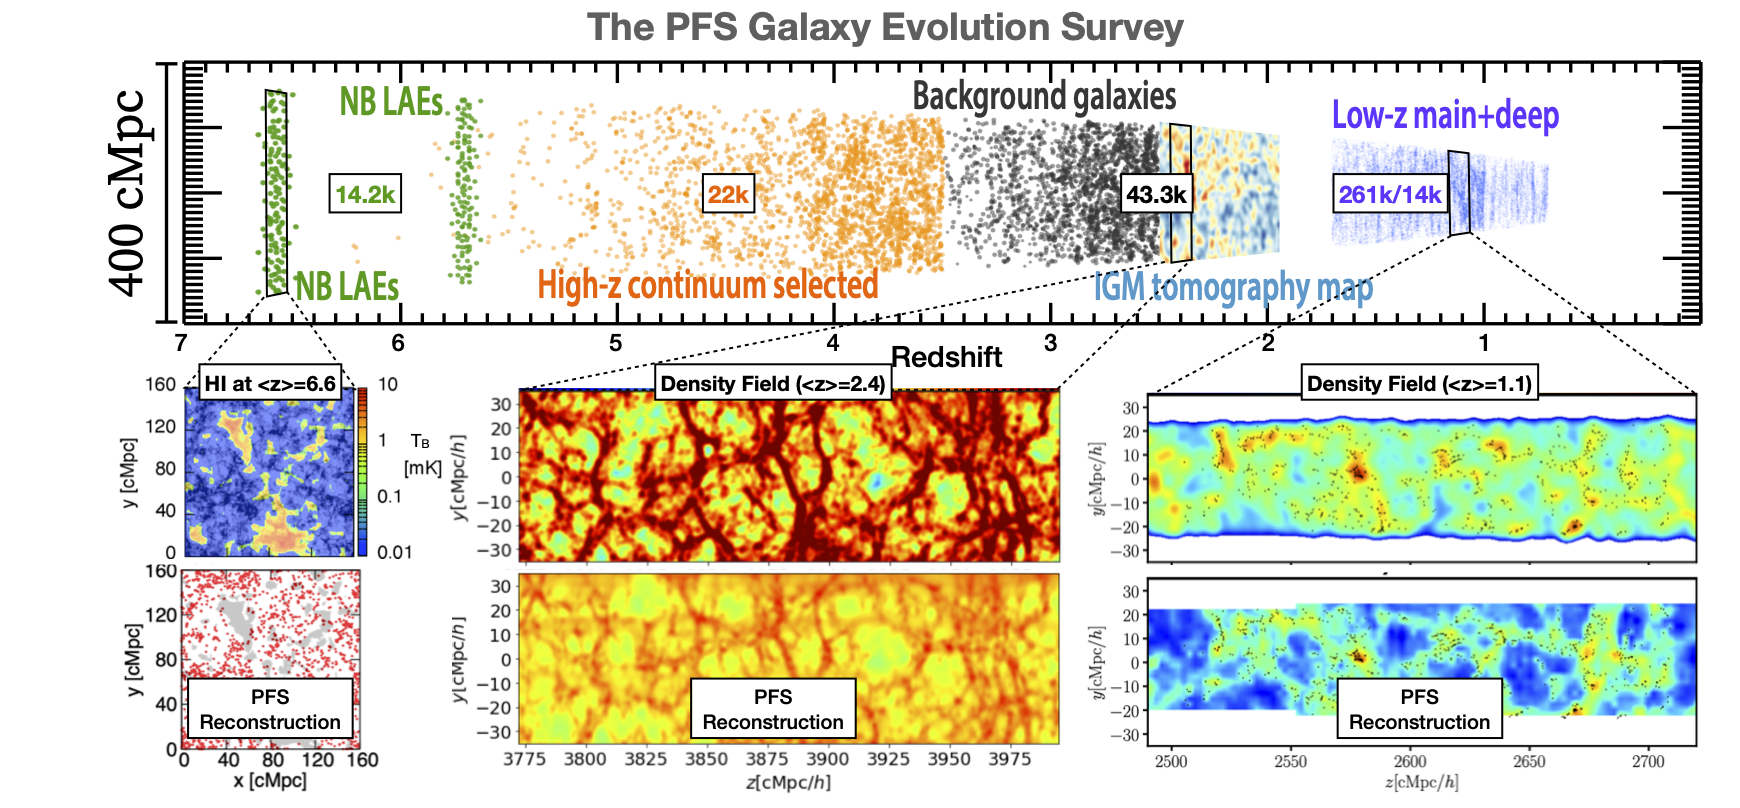 The PFS Galaxy Evolution Survey
400 cMpc
NB LAEs
Background galaxies
Low-z main+deep
14.2k
22k
43.3k
261k/14k
NB LAEs
High-z continuum selected
IGM tomography map
7 6 5 4 3 2 1
Redshift
HI at <z>=6.6
160
120
80
40
0
y [cMpc]
10
1
0.1
0.01
T_B
[mK]
160
120
80
40
0
y [cMpc]
PFS
Reconstruction
0 40 80 120 160
x [cMpc]
Density Field (<z>=2.4)
30
20
10
0
−10
−20
−30
y[cMpc/h]
30
20
10
0
−10
−20
−30
y[cMpc/h]
PFS
Reconstruction
3775 3800 3825 3850 3875 3900 3925 3950 3975
z[cMpc/h]
Density Field (<z>=1.1)
30
20
10
0
−10
−20
−30
y[cMpc/h]
30
20
10
0
−10
−20
−30
y[cMpc/h]
PFS
Reconstruction
2500 2550 2600 2650 2700
z[cMpc/h]